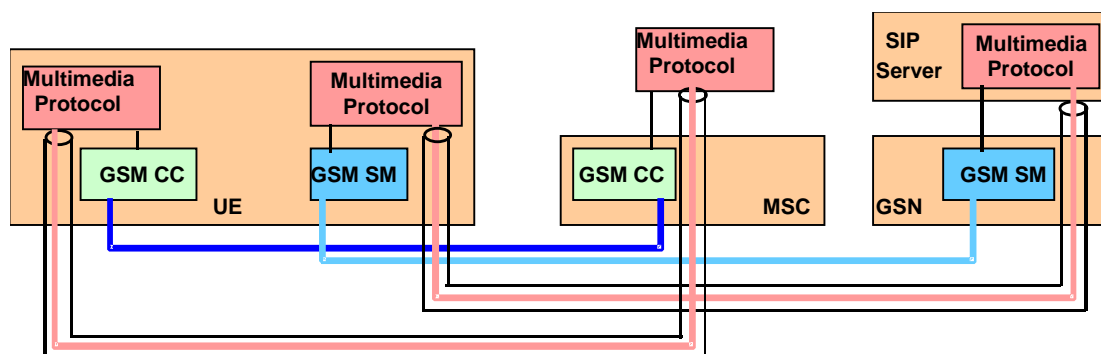 Multimedia
Protocol
Multimedia
Protocol
GSM CC
GSM SM
UE
Multimedia
Protocol
GSM CC
MSC
SIP
Server
Multimedia
Protocol
GSM SM
GSN